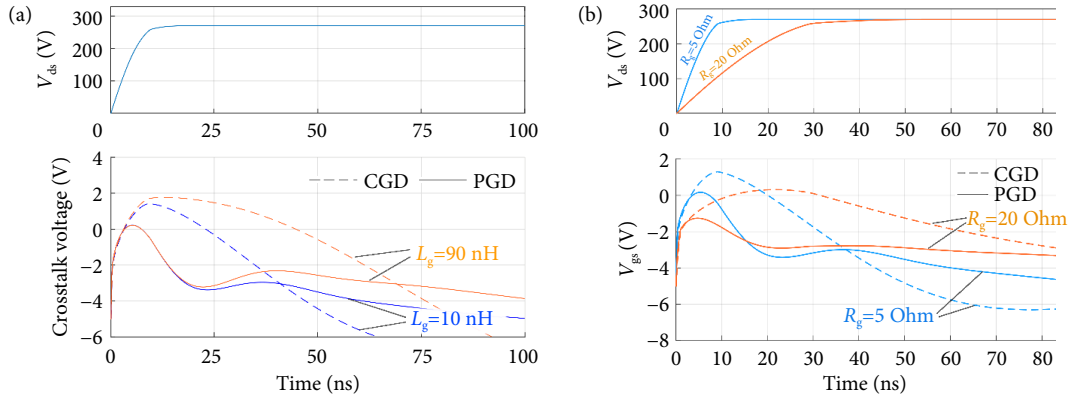 (a)
300
200
100
0
25
50
75
100
V_ds (V)
4
2
0
−2
−4
−6
0
25
50
75
100
Crosstalk voltage (V)
Time (ns)
CGD
PGD
L_g=90 nH
L_g=10 nH
(b)
300
200
100
0
10
20
30
40
50
60
70
80
V_ds (V)
R_g=5 Ohm
R_g=20 Ohm
2
0
−2
−4
−6
−8
0
10
20
30
40
50
60
70
80
V_gs (V)
Time (ns)
CGD
PGD
R_g=20 Ohm
R_g=5 Ohm